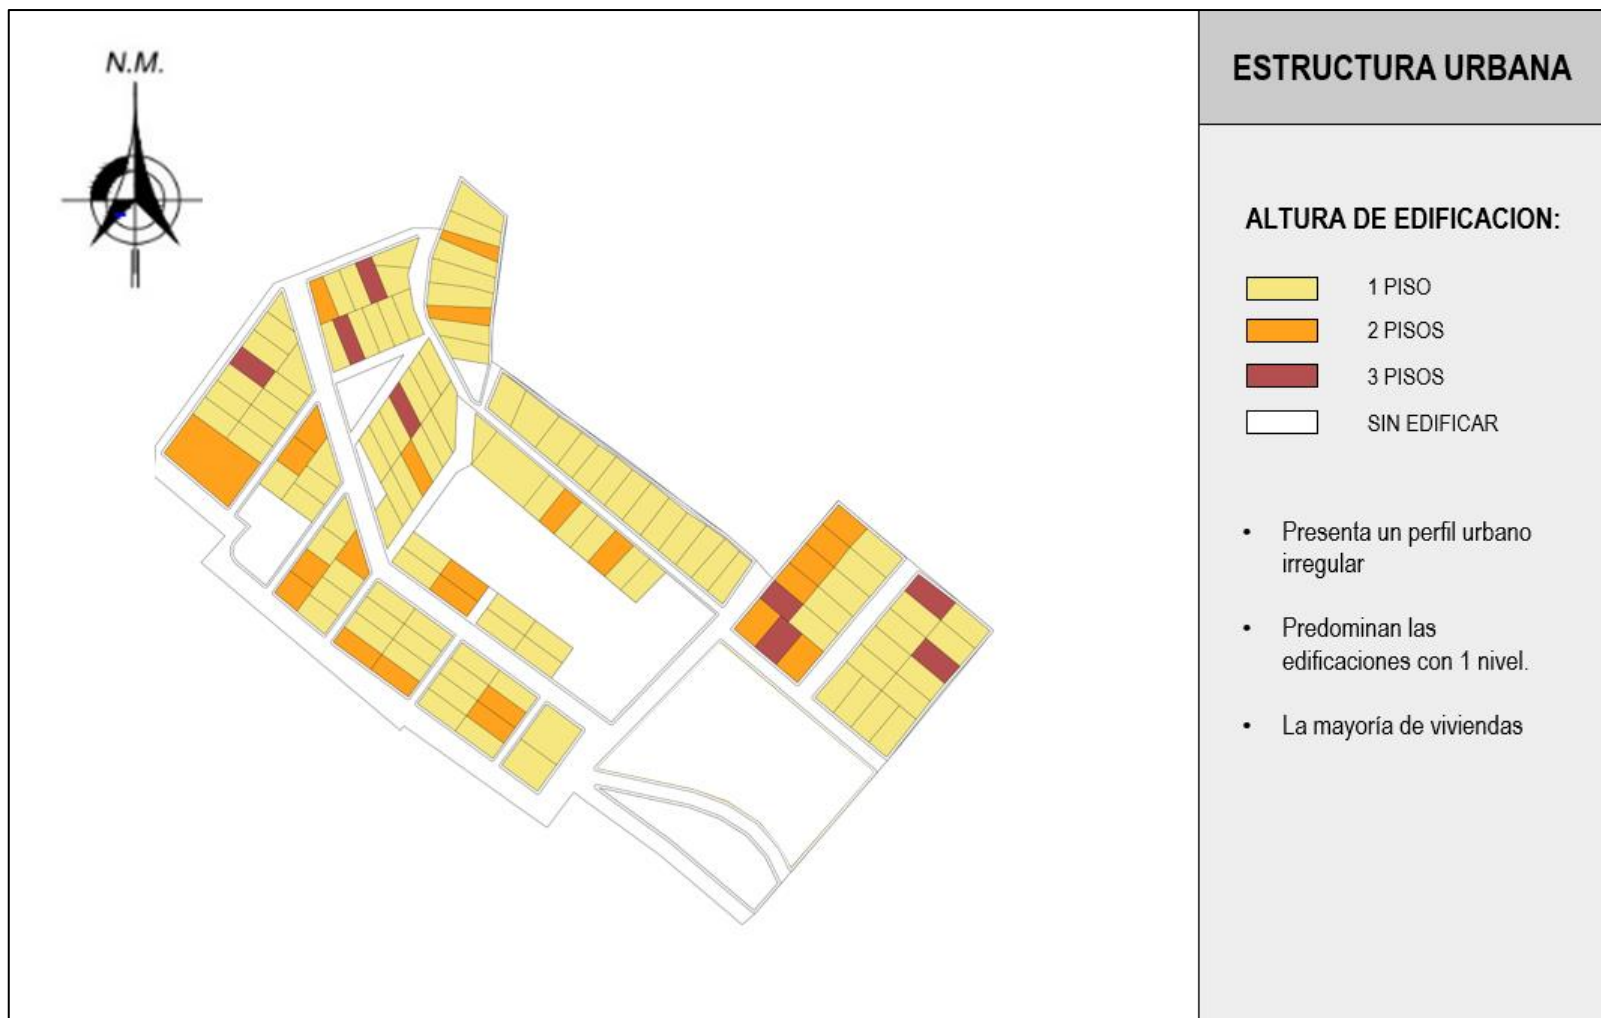 N.M.
ESTRUCTURA URBANA
ALTURA DE EDIFICACION:
1 PISO
2 PISOS
3 PISOS
SIN EDIFICAR
• Presenta un perfil urbano
irregular
• Predominan las
edificaciones con 1 nivel.
• La mayoría de viviendas